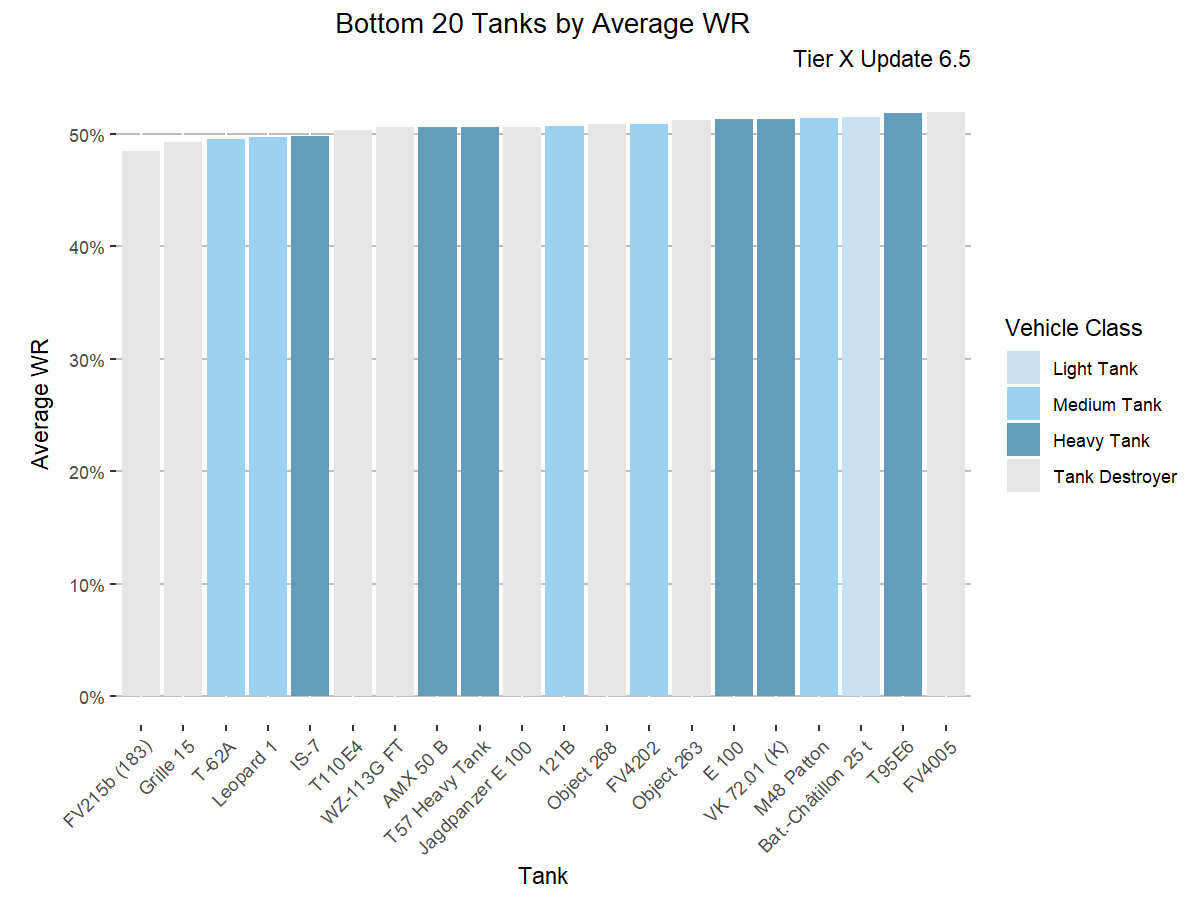 Bottom 20 Tanks by Average WR
Tier X Update 6.5
Average WR
50%
40%
30%
20%
10%
0%
FV215b (183)
Grille 15
T-62A
Leopard 1
IS-7
T110E4
WZ-113G FT
AMX 50 B
T57 Heavy Tank
Jagdpanzer E 100
121B
Object 268
FV4202
Object 263
E 100
VK 72.01 (K)
M48 Patton
Bat.-Châtillon 25 t
T95E6
FV4005
Tank
Vehicle Class
Light Tank
Medium Tank
Heavy Tank
Tank Destroyer